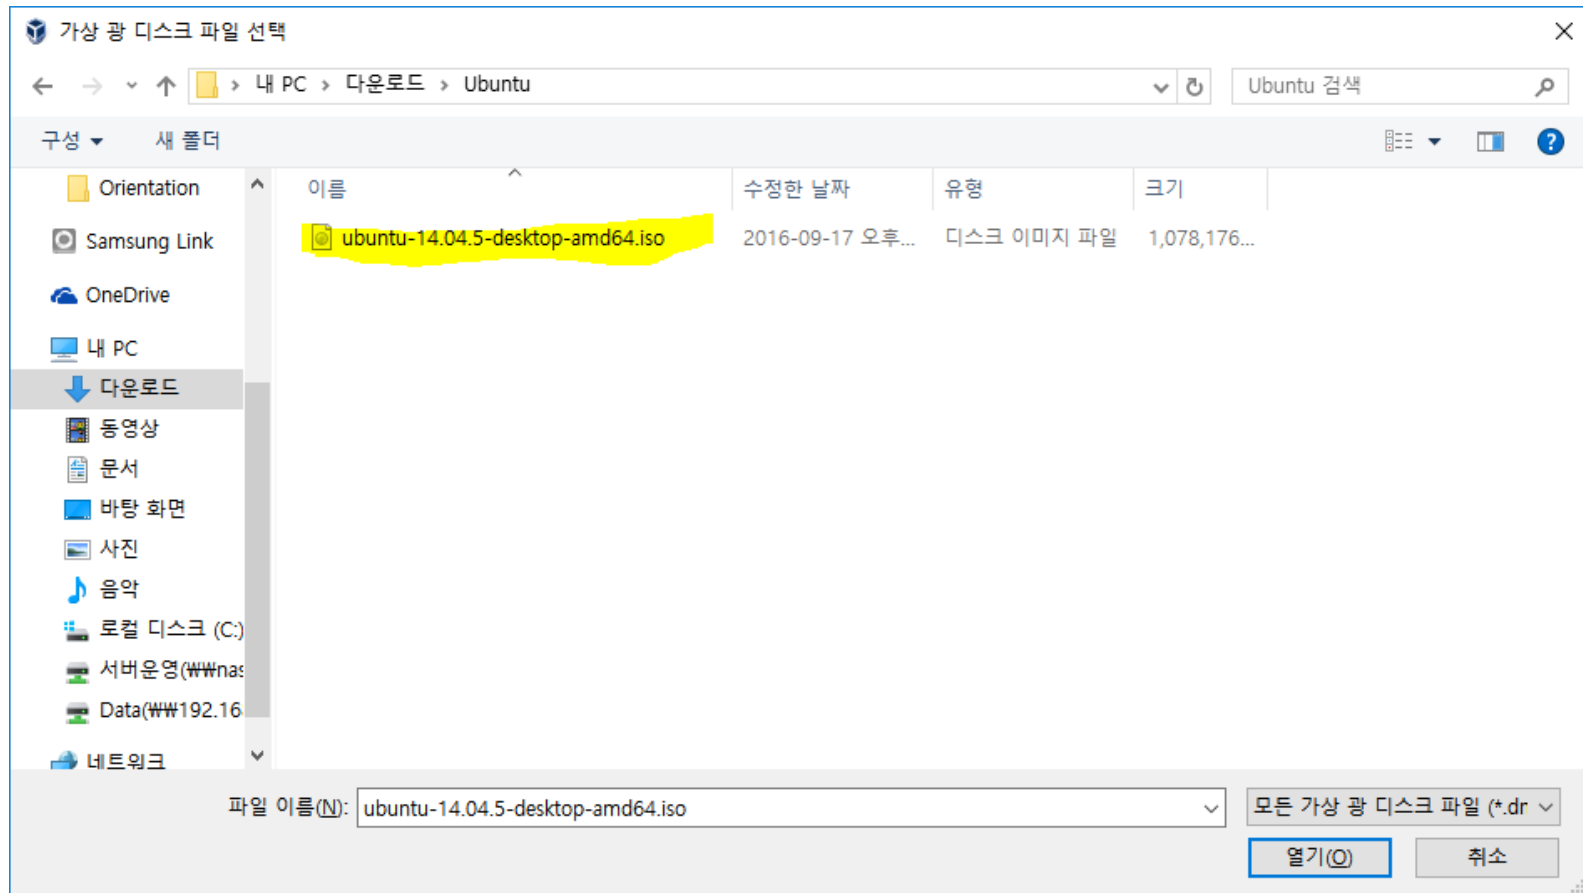 가상 광 디스크 파일 선택
내 PC > 다운로드 > Ubuntu
Ubuntu 검색
구성
새 폴더
Orientation
Samsung Link
OneDrive
내 PC
다운로드
동영상
문서
바탕 화면
사진
음악
로컬 디스크 (C:)
서버운영(₩₩nas
Data(₩₩192.16
네트워크
이름 수정한 날짜 유형 크기
ubuntu-14.04.5-desktop-amd64.iso 2016-09-17 오후... 디스크 이미지 파일 1,078,176...
파일 이름(N): ubuntu-14.04.5-desktop-amd64.iso
모든 가상 광 디스크 파일 (*.dr
열기(O)
취소